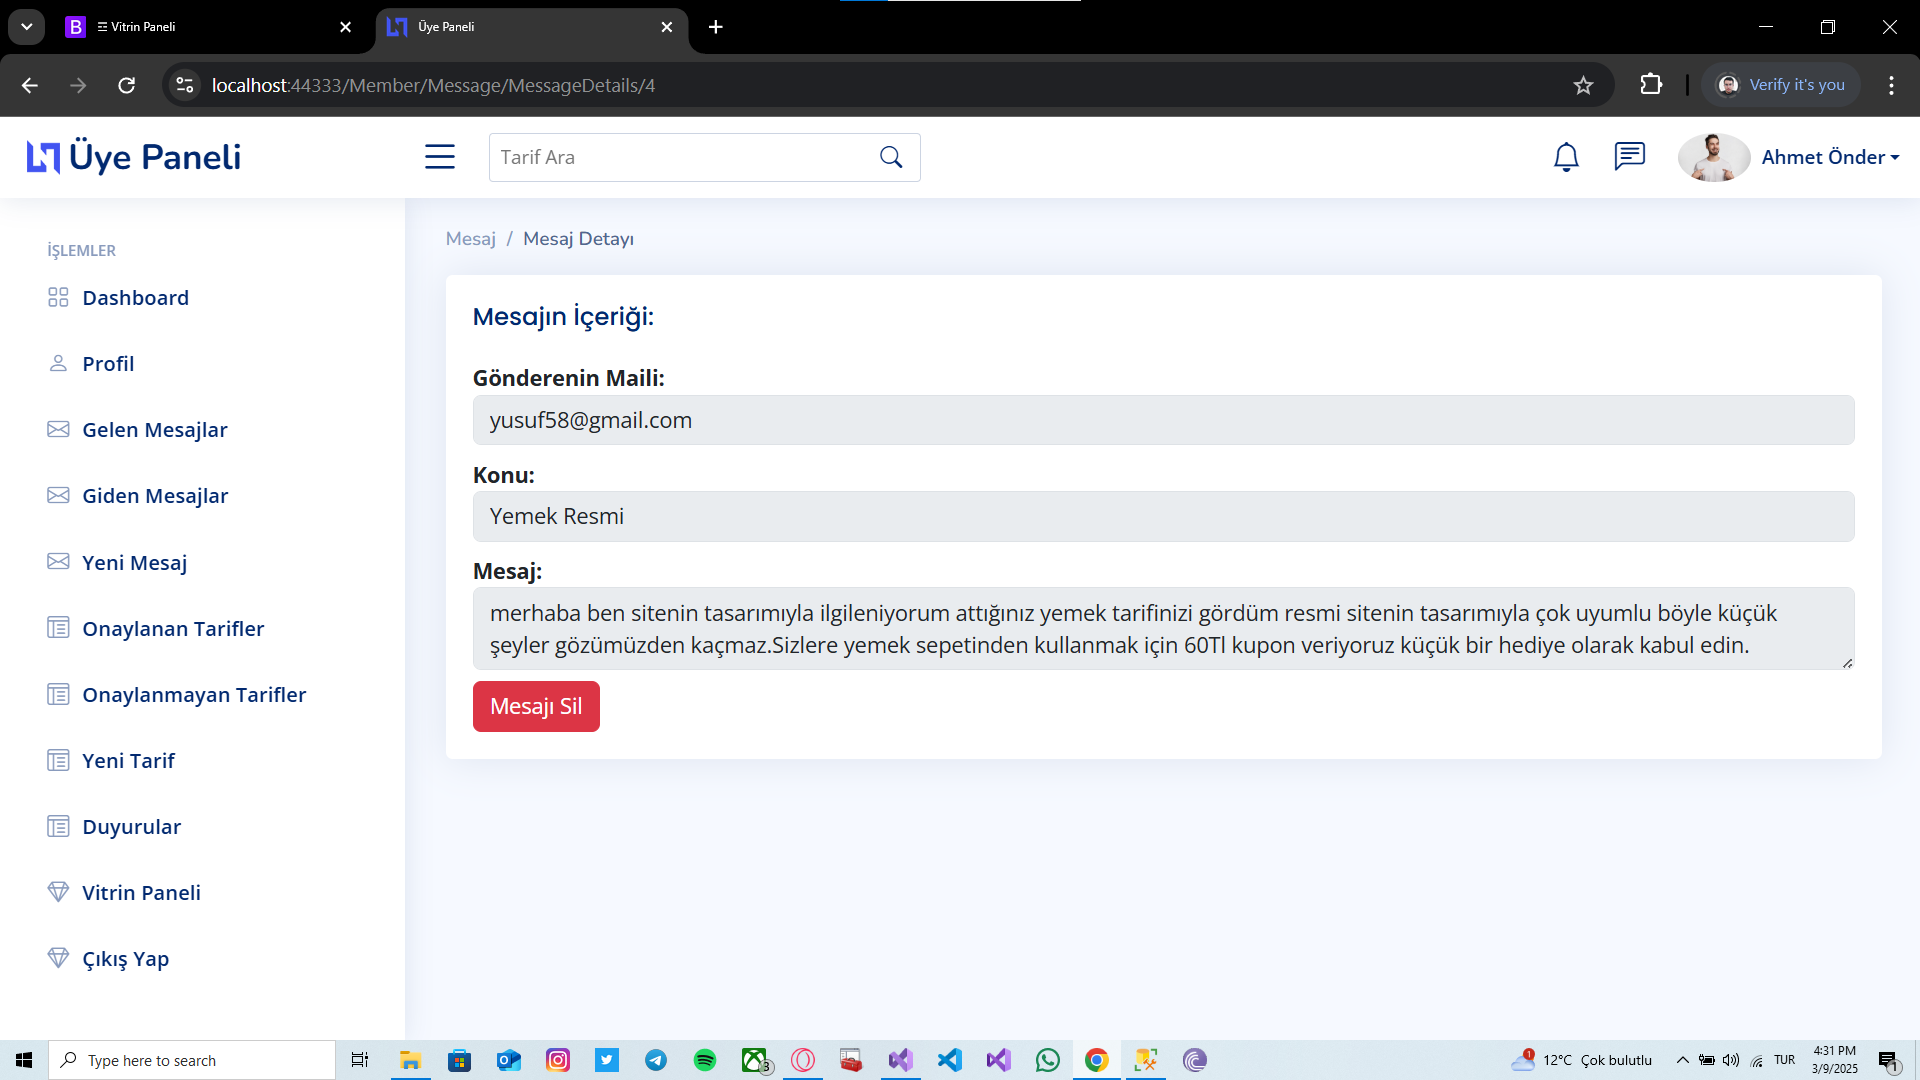 ☲ Vitrin Paneli
Üye Paneli
localhost:44333/Member/Message/MessageDetails/4
Verify it's you
Üye Paneli
Tarif Ara
Ahmet Önder
İŞLEMLER
Dashboard
Profil
Gelen Mesajlar
Giden Mesajlar
Yeni Mesaj
Onaylanan Tarifler
Onaylanmayan Tarifler
Yeni Tarif
Duyurular
Vitrin Paneli
Çıkış Yap
Mesaj / Mesaj Detayı
Mesajın İçeriği:
Gönderenin Maili:
yusuf58@gmail.com
Konu:
Yemek Resmi
Mesaj:
merhaba ben sitenin tasarımıyla ilgileniyorum attığınız yemek tarifinizi gördüm resmi sitenin tasarımıyla çok uyumlu böyle küçük
şeyler gözümüzden kaçmaz.Sizlere yemek sepetinden kullanmak için 60Tl kupon veriyoruz küçük bir hediye olarak kabul edin.
Mesajı Sil
Type here to search
3
1
12°C Çok bulutlu
TUR
4:31 PM
3/9/2025
1